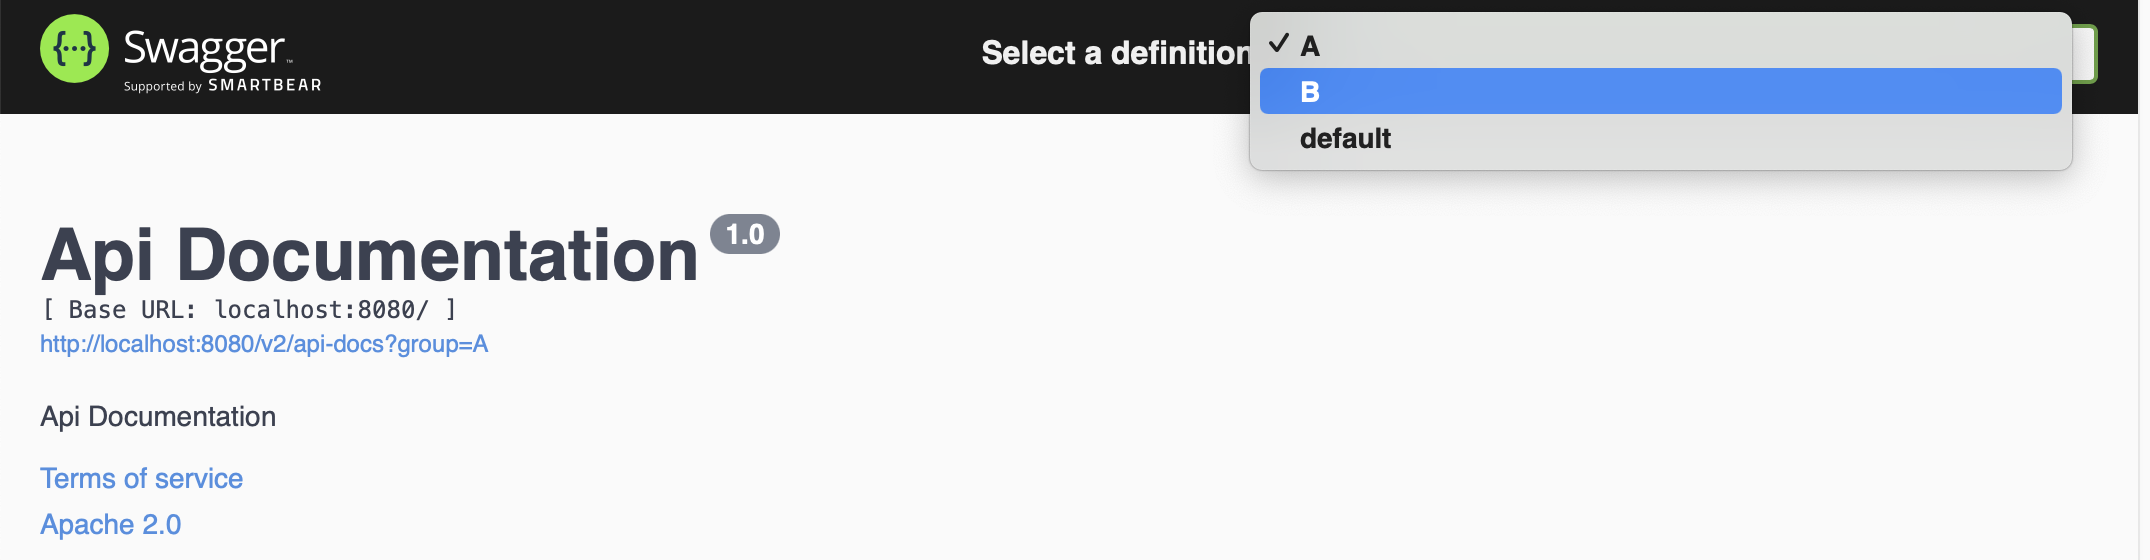 {···} Swagger™
Supported by SMARTBEAR
Select a definition
✓ A
B
default
Api Documentation 1.0
[ Base URL: localhost:8080/ ]
http://localhost:8080/v2/api-docs?group=A
Api Documentation
Terms of service
Apache 2.0